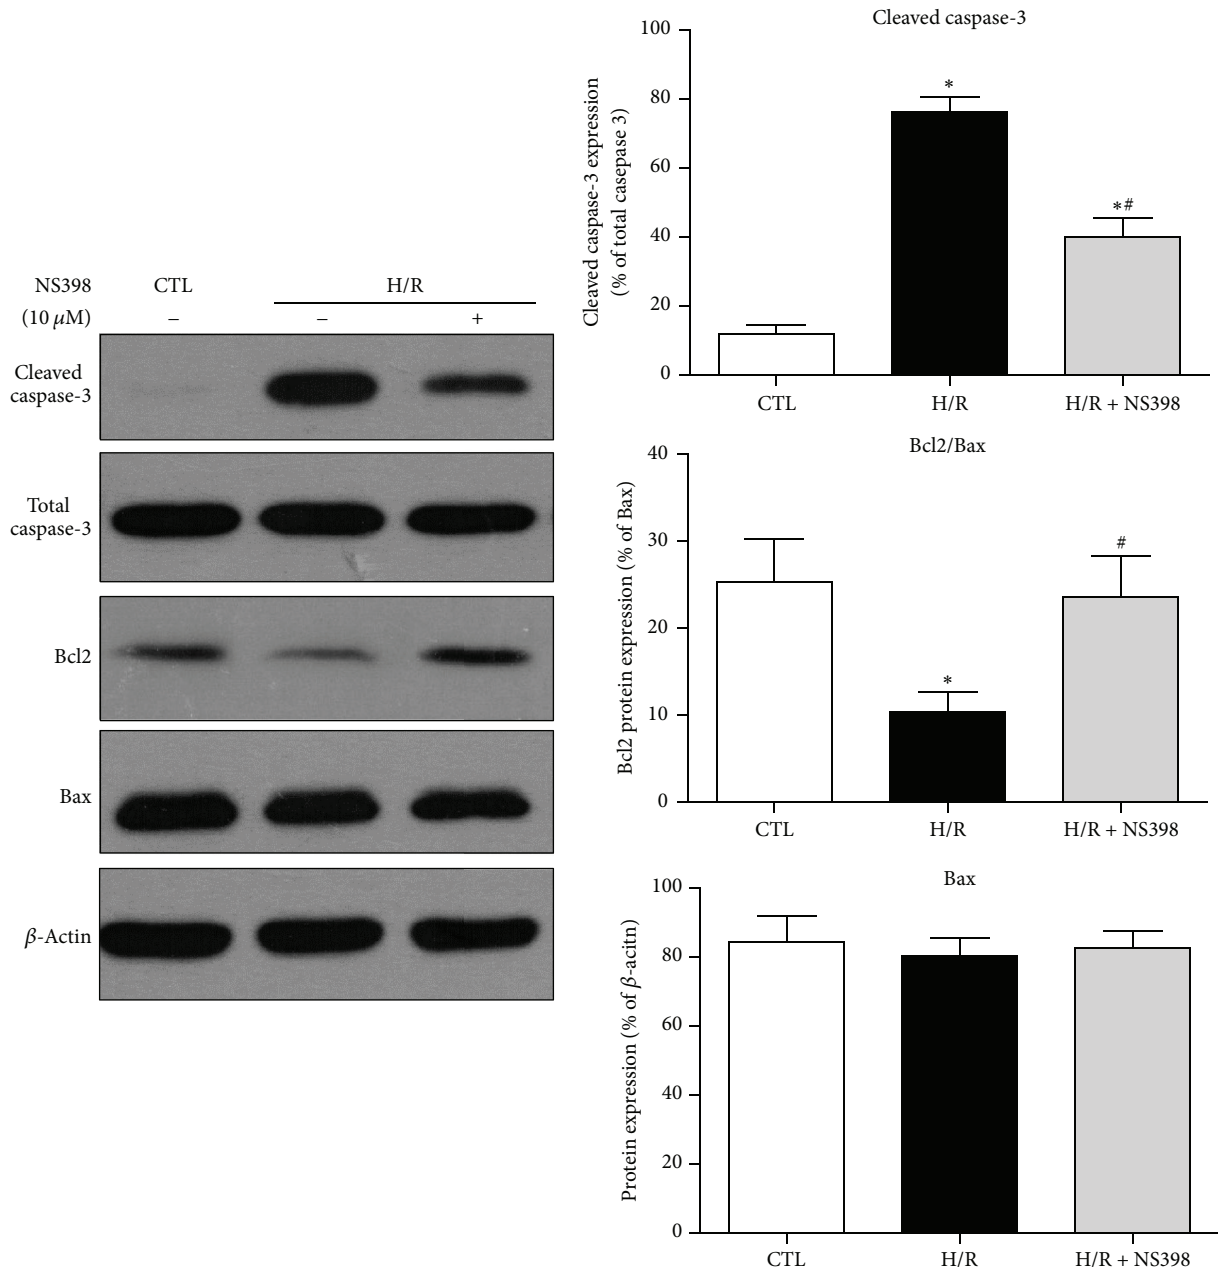 NS398 CTL H/R
(10 μM) – – +
Cleaved
caspase-3
Total
caspase-3
Bcl2
Bax
β-Actin
Cleaved caspase-3
Cleaved caspase-3 expression
(% of total casepase 3)
100
80
60
40
20
0
*
*#
CTL H/R H/R + NS398
Bcl2/Bax
Bcl2 protein expression (% of Bax)
40
30
20
10
0
*
#
CTL H/R H/R + NS398
Bax
Protein expression (% of β-acitn)
100
80
60
40
20
0
CTL H/R H/R + NS398